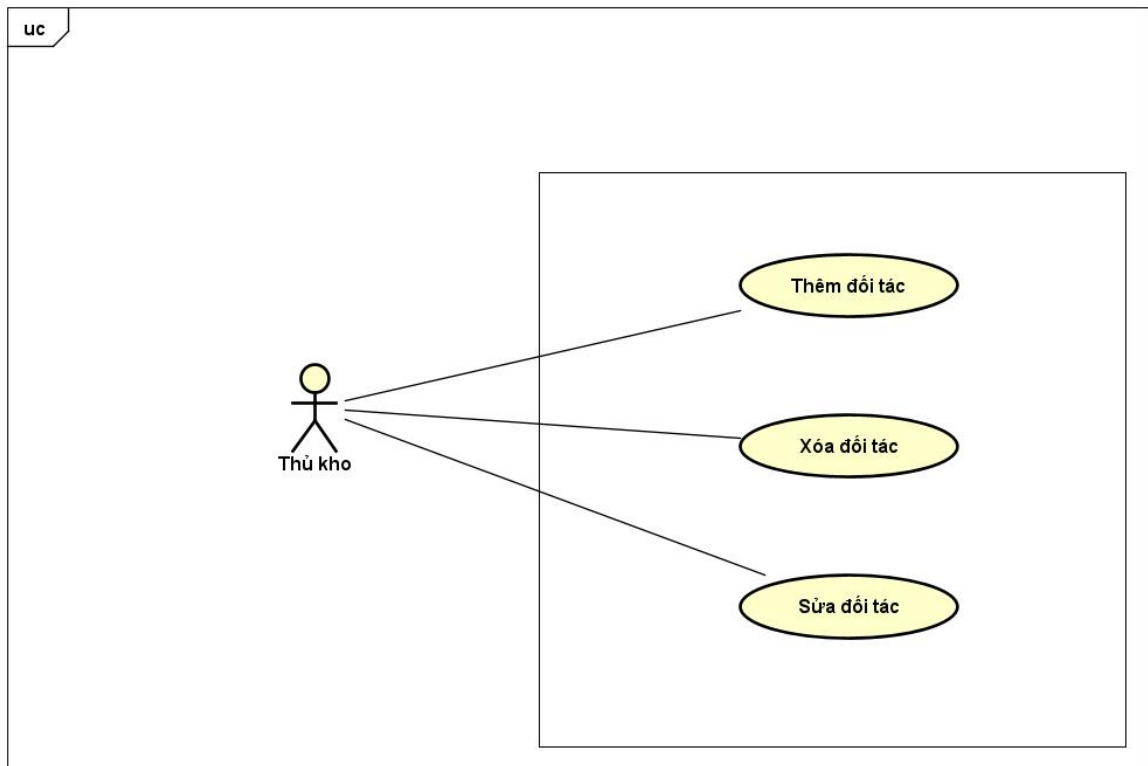 uc
Thêm đối tác
Xóa đối tác
Thủ kho
Sửa đối tác